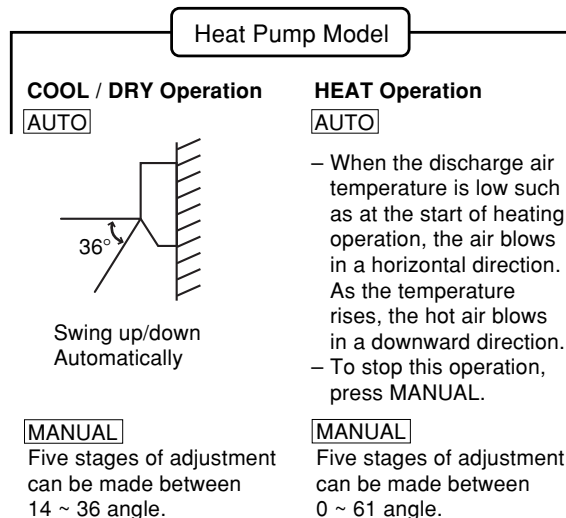 Heat Pump Model
COOL / DRY Operation
AUTO
36°
Swing up/down
Automatically
MANUAL
Five stages of adjustment
can be made between
14 ~ 36 angle.
HEAT Operation
AUTO
– When the discharge air
temperature is low such
as at the start of heating
operation, the air blows
in a horizontal direction.
As the temperature
rises, the hot air blows
in a downward direction.
– To stop this operation,
press MANUAL.
MANUAL
Five stages of adjustment
can be made between
0 ~ 61 angle.